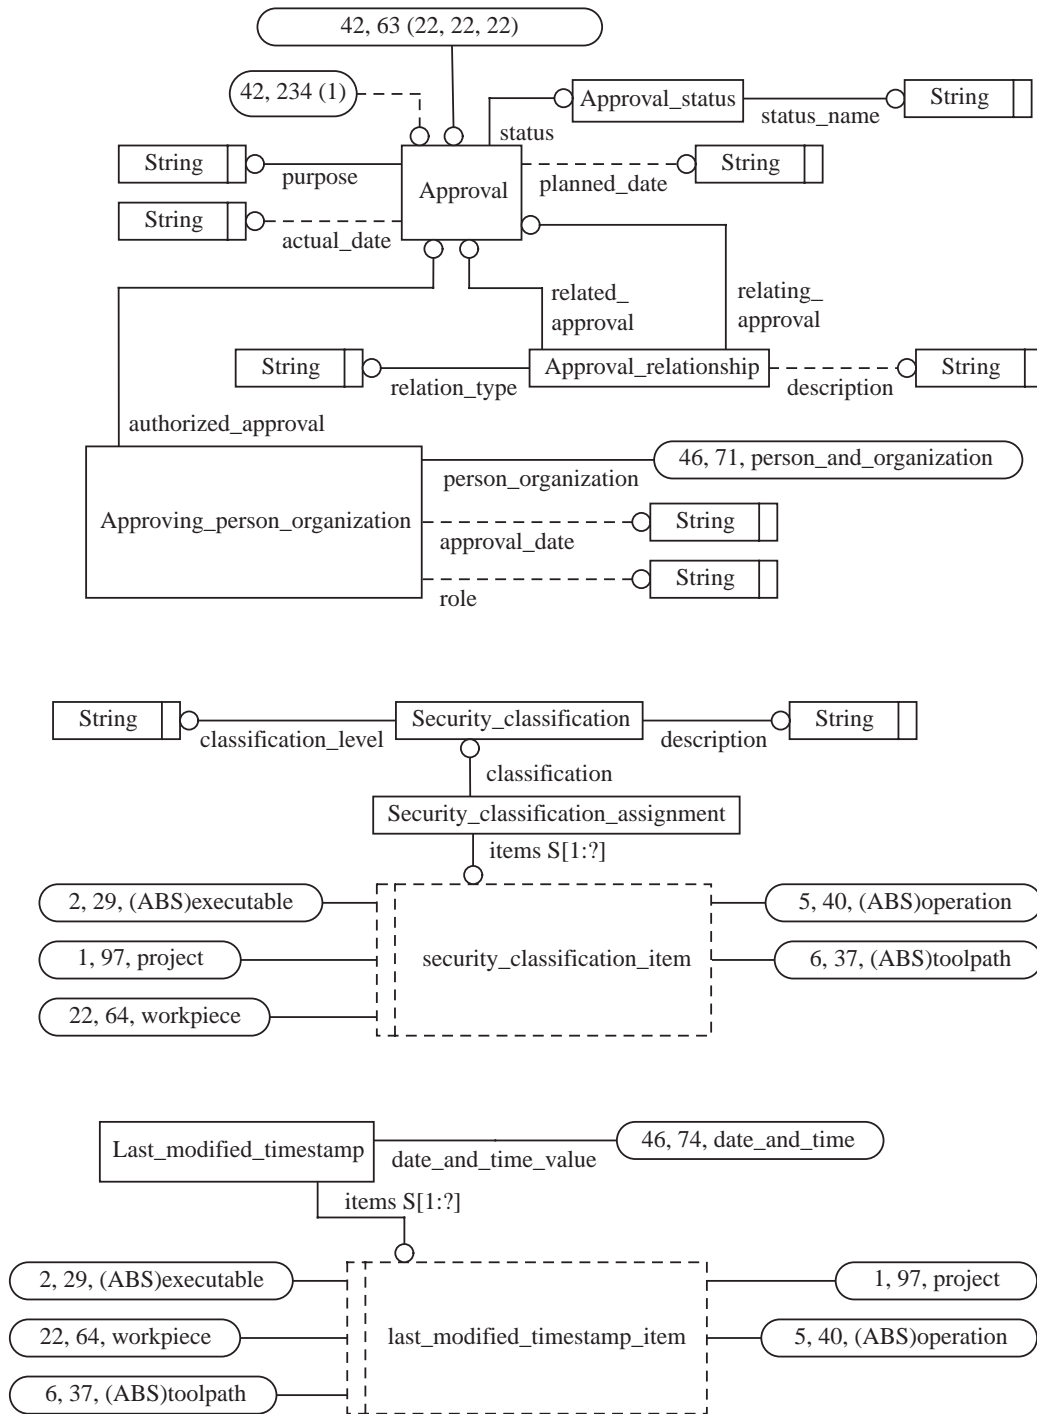 42, 63 (22, 22, 22)
42, 234 (1)
Approval_status
String
status
status_name
String
purpose
Approval
planned_date
String
String
actual_date
related_
approval
relating_
approval
String
relation_type
Approval_relationship
description
String
authorized_approval
Approving_person_organization
person_organization
46, 71, person_and_organization
approval_date
String
role
String
String
classification_level
Security_classification
description
String
classification
Security_classification_assignment
items S[1:?]
2, 29, (ABS)executable
5, 40, (ABS)operation
1, 97, project
security_classification_item
6, 37, (ABS)toolpath
22, 64, workpiece
Last_modified_timestamp
date_and_time_value
46, 74, date_and_time
items S[1:?]
2, 29, (ABS)executable
1, 97, project
22, 64, workpiece
last_modified_timestamp_item
5, 40, (ABS)operation
6, 37, (ABS)toolpath